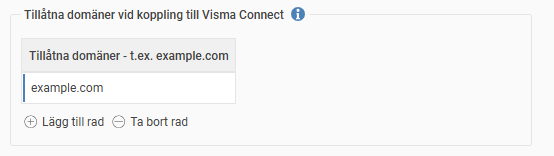 Tillåtna domäner vid koppling till Visma Connect
Tillåtna domäner - t.ex. example.com
example.com
Lägg till rad Ta bort rad